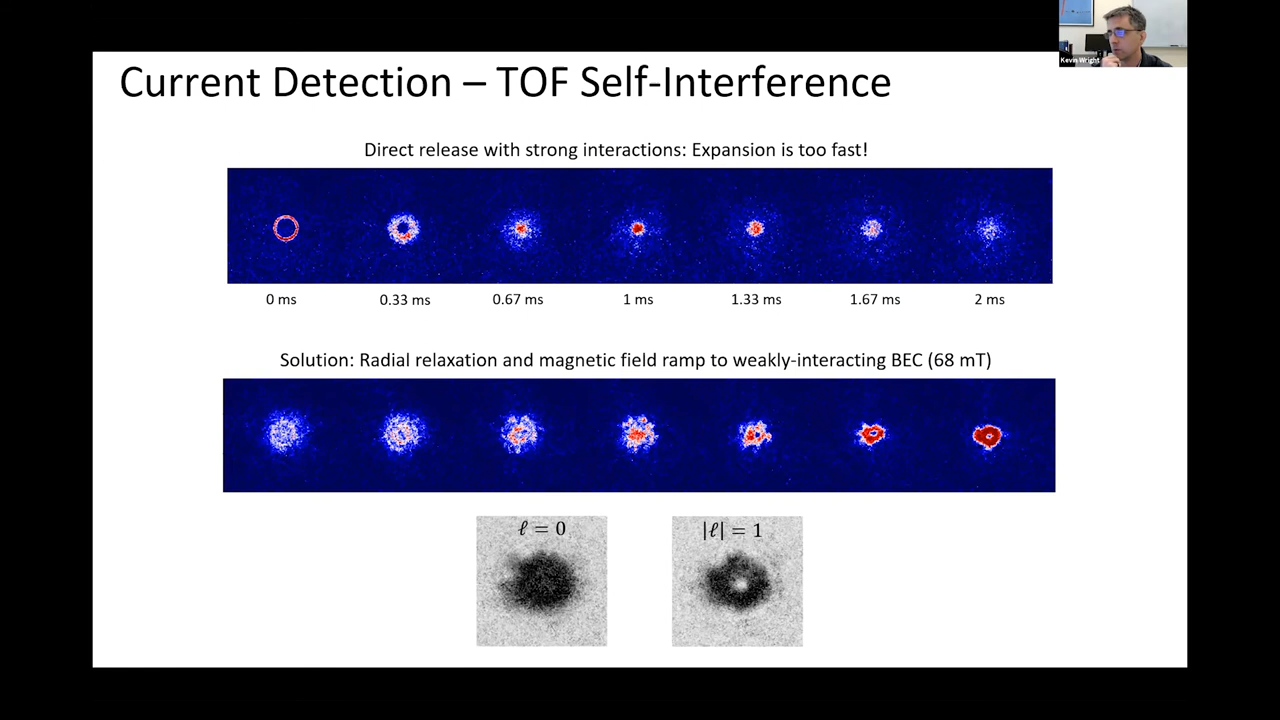 Kevin Wright
Current Detection – TOF Self-Interference
Direct release with strong interactions: Expansion is too fast!
0 ms 0.33 ms 0.67 ms 1 ms 1.33 ms 1.67 ms 2 ms
Solution: Radial relaxation and magnetic field ramp to weakly-interacting BEC (68 mT)
ℓ = 0 |ℓ| = 1